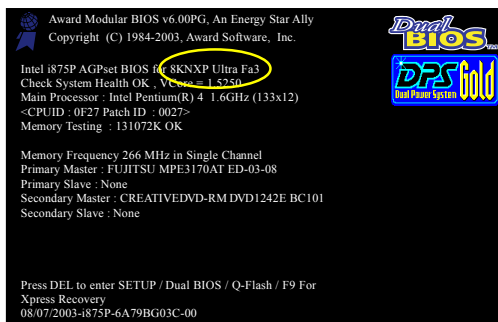 Award Modular BIOS v6.00PG, An Energy Star Ally
Copyright (C) 1984-2003, Award Software, Inc.
Dual BIOS
DPS Gold
Dual Power System
Intel i875P AGPset BIOS for 8KNXP Ultra Fa3
Check System Health OK , VCore = 1.5250
Main Processor : Intel Pentium(R) 4 1.6GHz (133x12)
<CPUID : 0F27 Patch ID : 0027>
Memory Testing : 131072K OK
Memory Frequency 266 MHz in Single Channel
Primary Master : FUJITSU MPE3170AT ED-03-08
Primary Slave : None
Secondary Master : CREATIVEDVD-RM DVD1242E BC101
Secondary Slave : None
Press DEL to enter SETUP / Dual BIOS / Q-Flash / F9 For
Xpress Recovery
08/07/2003-i875P-6A79BG03C-00